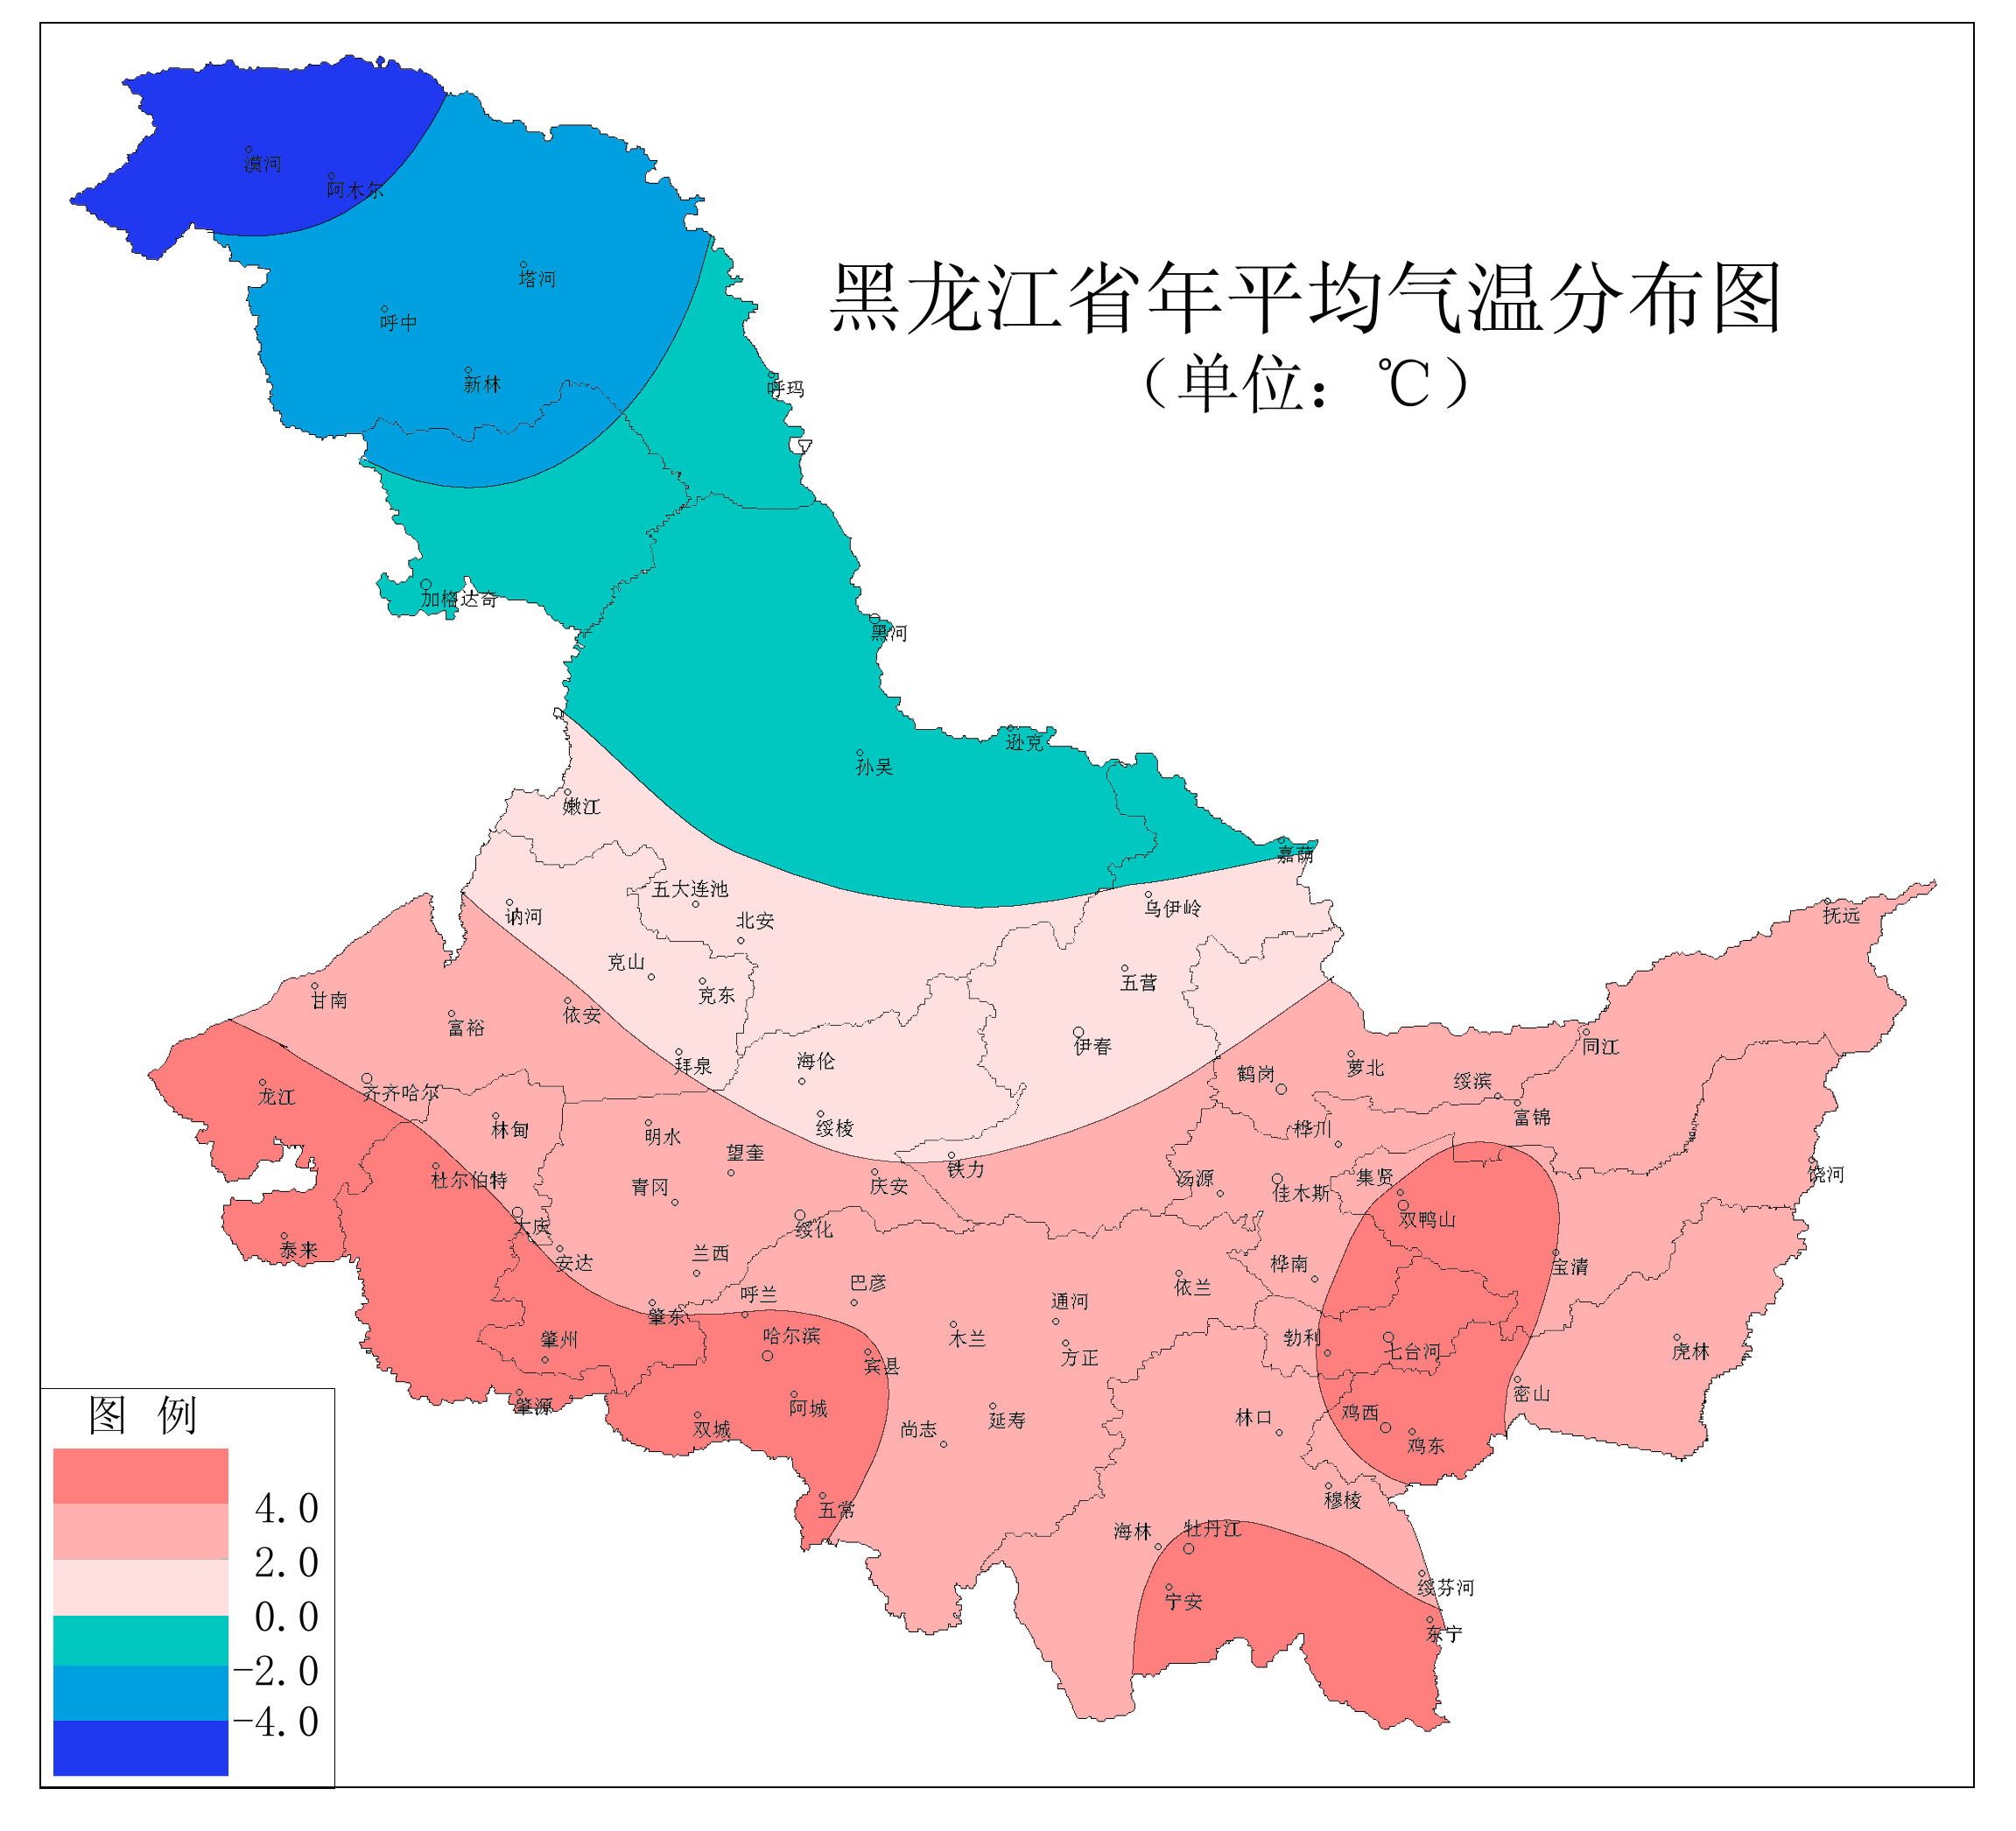 黑龙江省年平均气温分布图
（单位：℃）
漠河
阿木尔
塔河
呼中
新林
呼玛
加格达奇
黑河
孙吴
逊克
嘉荫
嫩江
讷河
五大连池
北安
克山
克东
乌伊岭
五营
伊春
抚远
甘南
富裕
依安
拜泉
海伦
绥棱
鹤岗
萝北
绥滨
同江
富锦
龙江
齐齐哈尔
林甸
明水
望奎
青冈
庆安
铁力
桦川
汤源
佳木斯
集贤
双鸭山
饶河
杜尔伯特
大庆
安达
绥化
兰西
泰来
肇东
呼兰
巴彦
通河
依兰
桦南
宝清
肇州
哈尔滨
宾县
木兰
方正
勃利
七台河
虎林
密山
肇源
双城
阿城
尚志
延寿
林口
鸡西
鸡东
五常
穆棱
海林
牡丹江
宁安
绥芬河
东宁
图 例
4.0
2.0
0.0
-2.0
-4.0